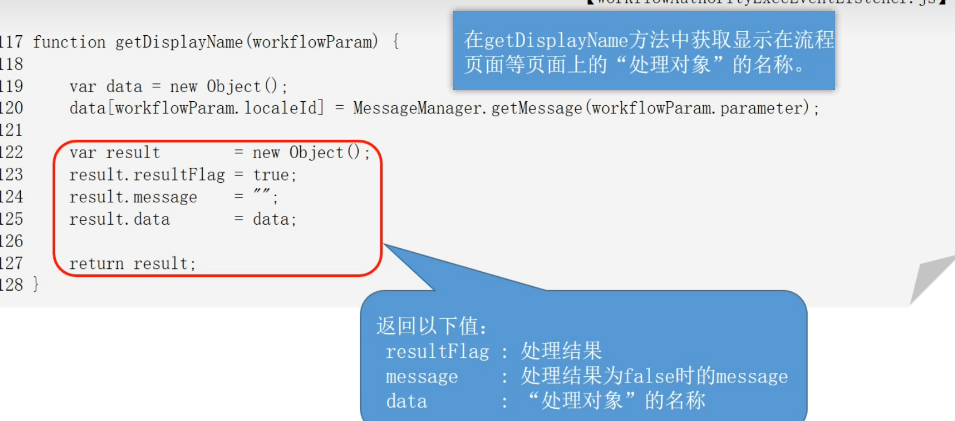 【WorkflowAuthorityExecEventListener.js】
在getDisplayName方法中获取显示在流程
页面等页面上的“处理对象”的名称。
117 function getDisplayName(workflowParam) {
118
119     var data = new Object();
120     data[workflowParam.localeId] = MessageManager.getMessage(workflowParam.parameter);
121
122     var result        = new Object();
123     result.resultFlag = true;
124     result.message    = "";
125     result.data       = data;
126
127     return result;
128 }
返回以下值:
resultFlag : 处理结果
message    : 处理结果为false时的message
data       : “处理对象”的名称